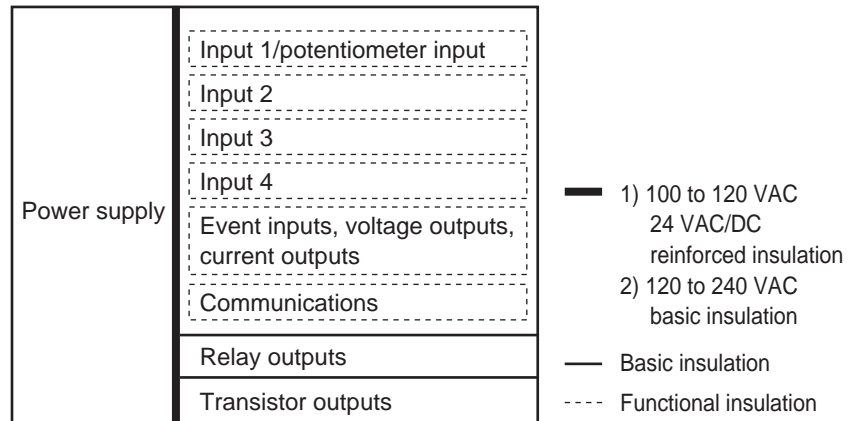 Power supply
Input 1/potentiometer input
Input 2
Input 3
Input 4
Event inputs, voltage outputs,
current outputs
Communications
Relay outputs
Transistor outputs
1) 100 to 120 VAC
24 VAC/DC
reinforced insulation
2) 120 to 240 VAC
basic insulation
Basic insulation
Functional insulation